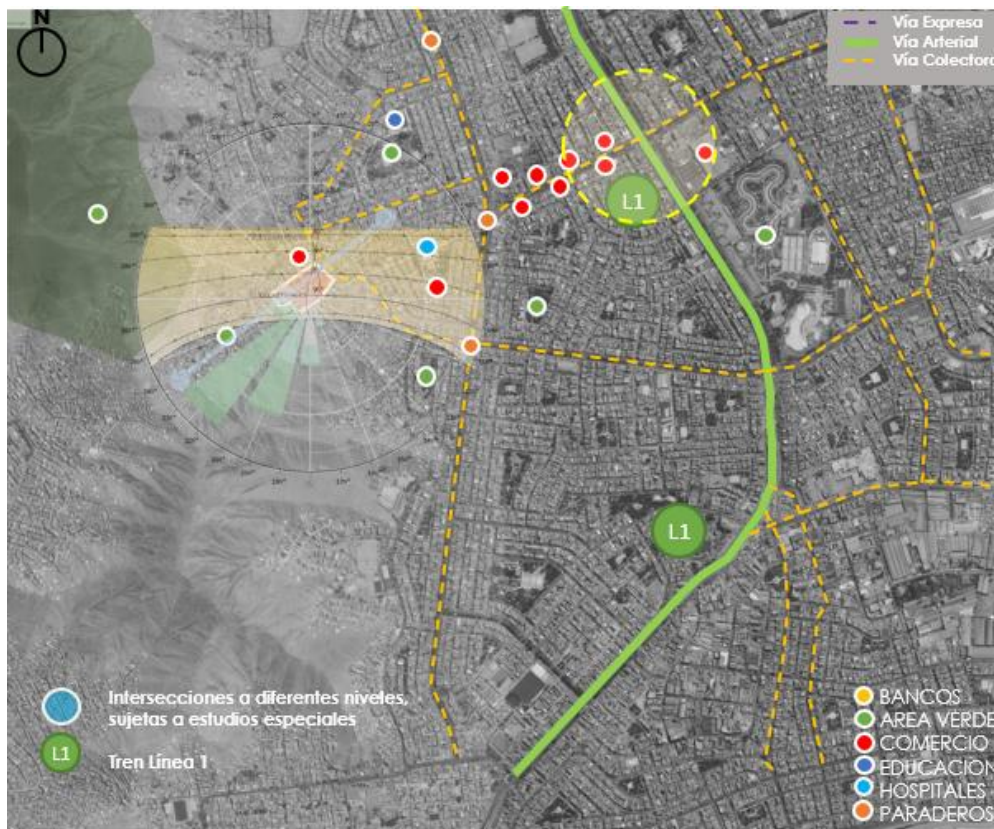 N
Vía Expresa
Vía Arterial
Vía Colectora
L1
L1
Intersecciones a diferentes niveles,
sujetas a estudios especiales
L1
Tren Línea 1
BANCOS
AREA VERDE
COMERCIO
EDUCACION
HOSPITALES
PARADEROS